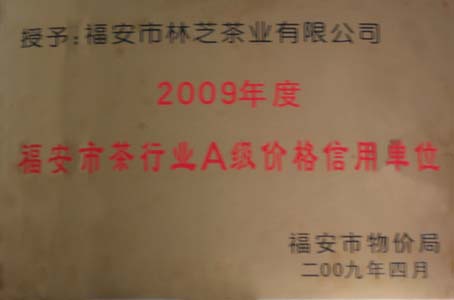 授予:福安市林芝茶业有限公司
2009年度
福安市茶行业A级价格信用单位
福安市物价局
二00九年四月